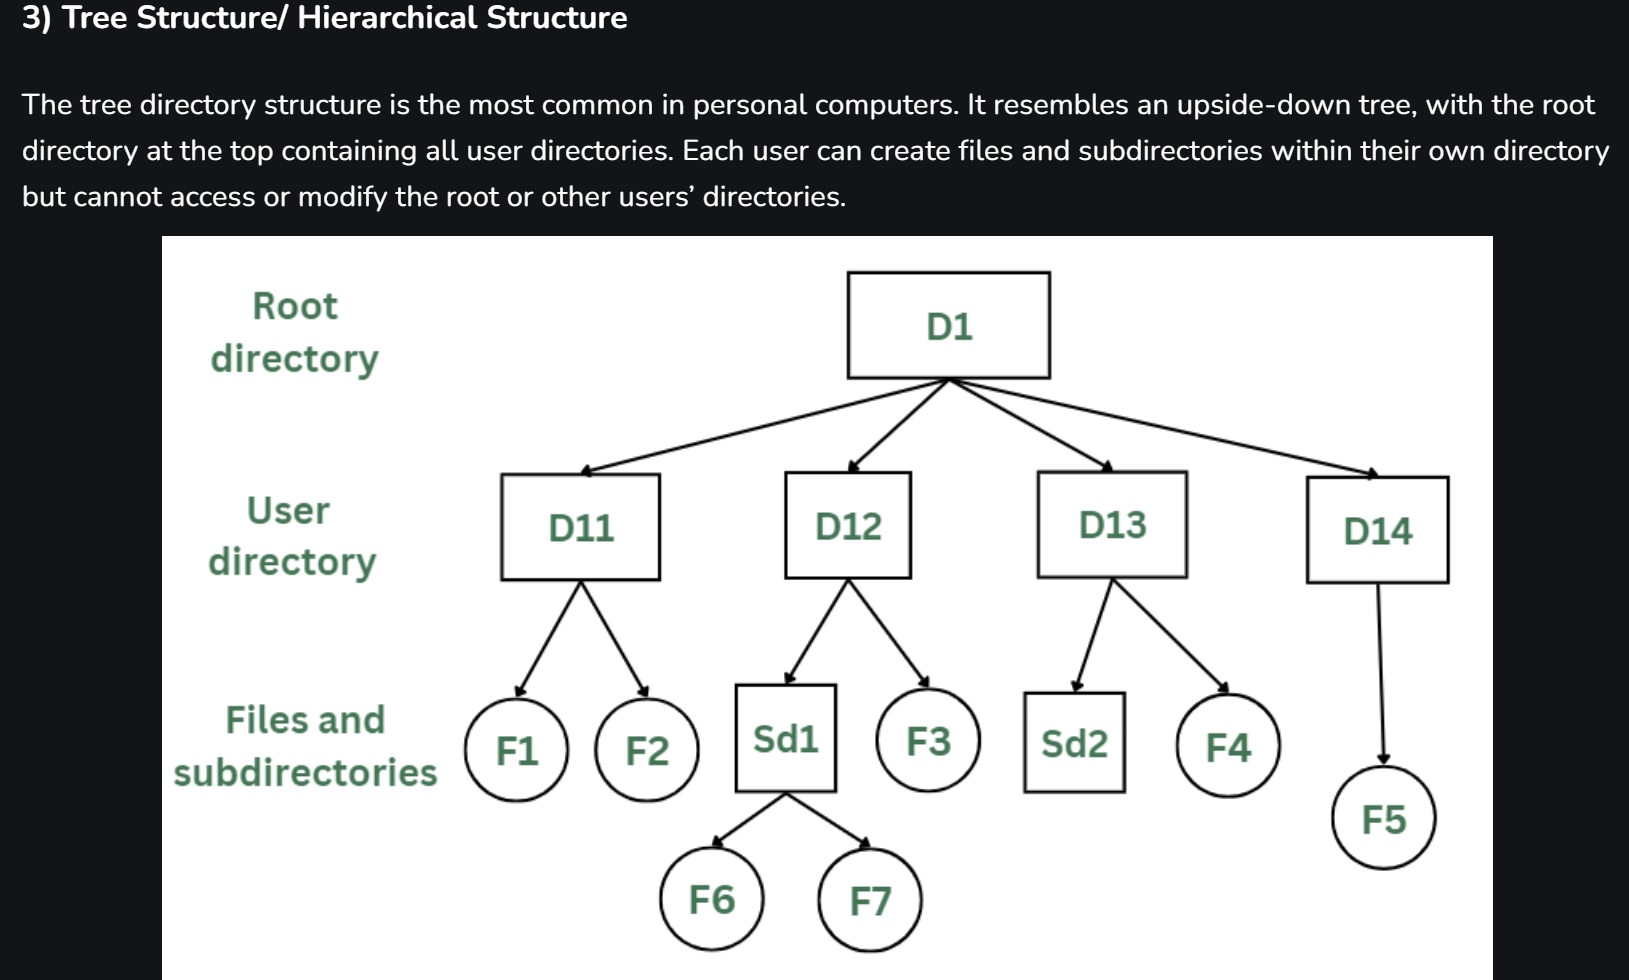 3) Tree Structure/ Hierarchical Structure
The tree directory structure is the most common in personal computers. It resembles an upside-down tree, with the root
directory at the top containing all user directories. Each user can create files and subdirectories within their own directory
but cannot access or modify the root or other users’ directories.
Root
directory
D1
User
directory
D11
D12
D13
D14
Files and
subdirectories
F1
F2
Sd1
F3
Sd2
F4
F5
F6
F7